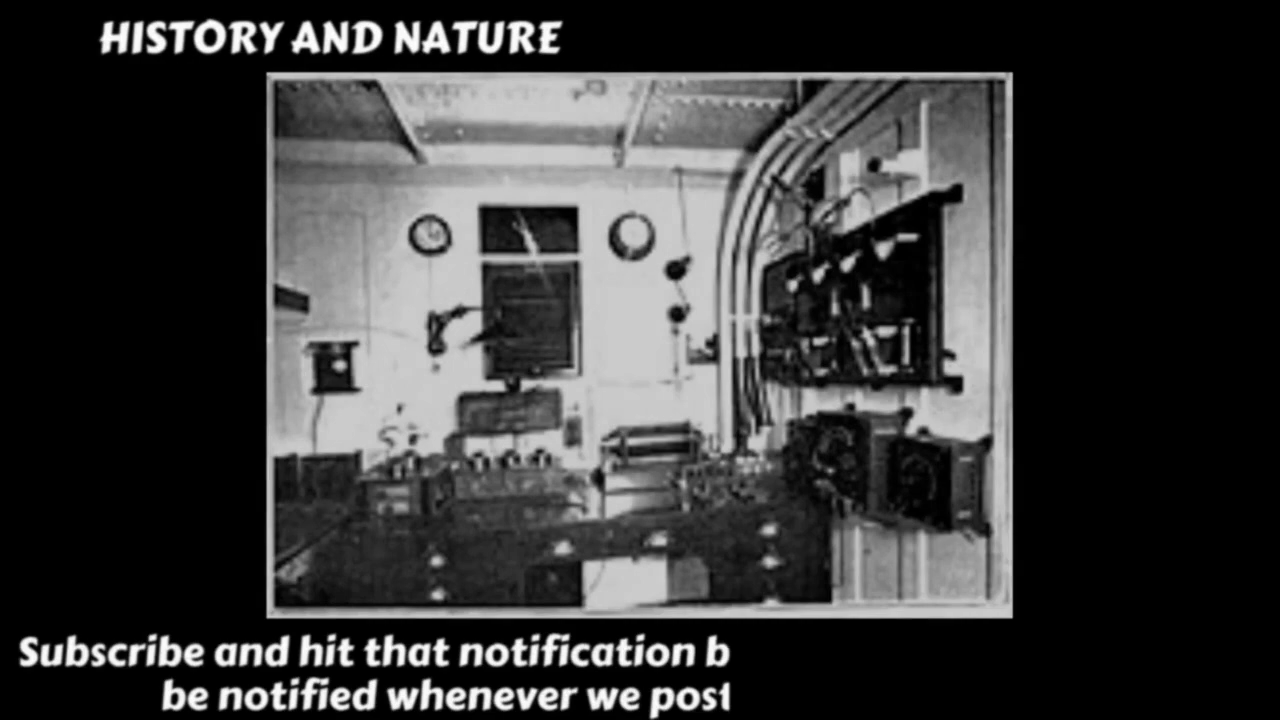 HISTORY AND NATURE
Subscribe and hit that notification b
be notified whenever we post